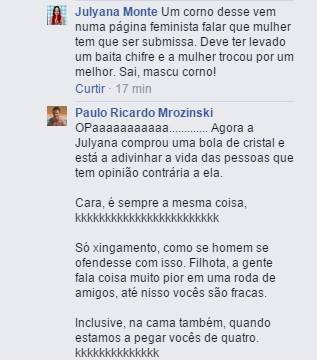 Julyana Monte Um corno desse vem
numa página feminista falar que mulher
tem que ser submissa. Deve ter levado
um baita chifre e a mulher trocou por um
melhor. Sai, mascu corno!
Curtir · 17 min
Paulo Ricardo Mrozinski
OPaaaaaaaaaaa............. Agora a
Julyana comprou uma bola de cristal e
está a adivinhar a vida das pessoas que
tem opinião contrária a ela.
Cara, é sempre a mesma coisa,
kkkkkkkkkkkkkkkkkkkkkkkkk
Só xingamento, como se homem se
ofendesse com isso. Filhota, a gente
fala coisa muito pior em uma roda de
amigos, até nisso vocês são fracas.
Inclusive, na cama também, quando
estamos a pegar vocês de quatro.
kkkkkkkkkkkkkk